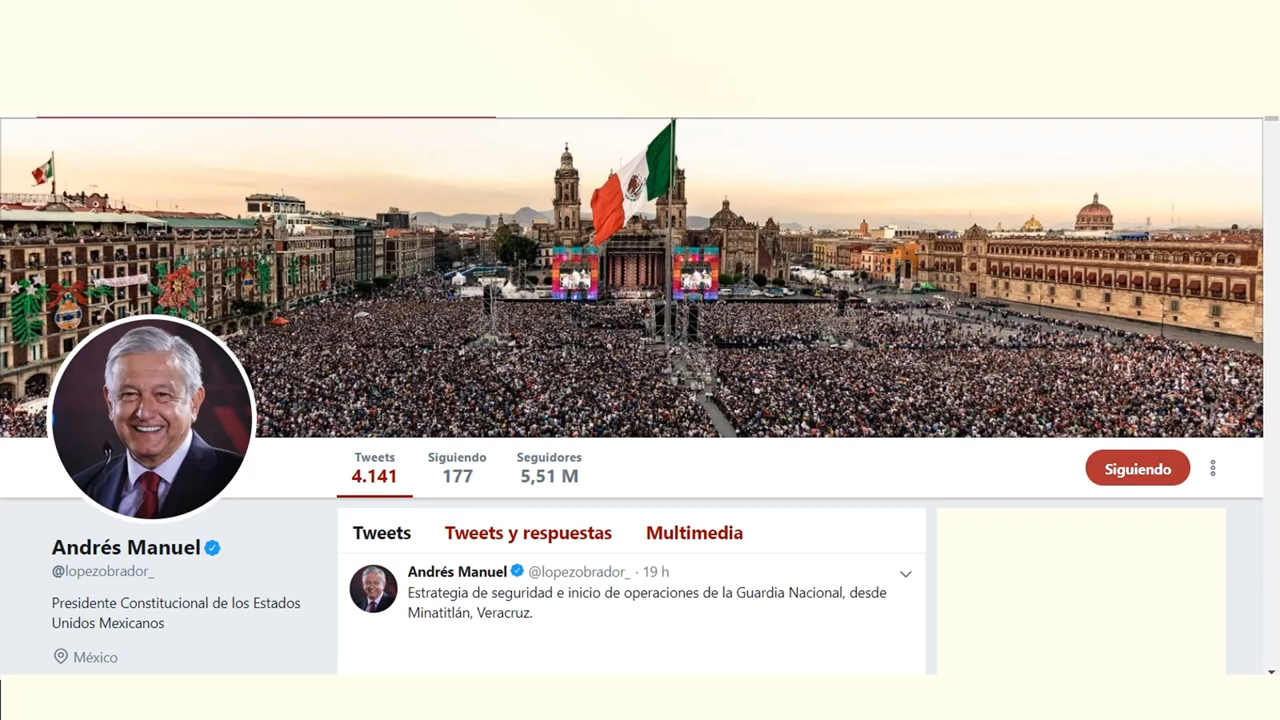 Tweets
4.141
Siguiendo
177
Seguidores
5,51 M
Siguiendo
Andrés Manuel
@lopezobrador_
Presidente Constitucional de los Estados
Unidos Mexicanos
México
Tweets Tweets y respuestas Multimedia
Andrés Manuel @lopezobrador_ · 19 h
Estrategia de seguridad e inicio de operaciones de la Guardia Nacional, desde
Minatitlán, Veracruz.